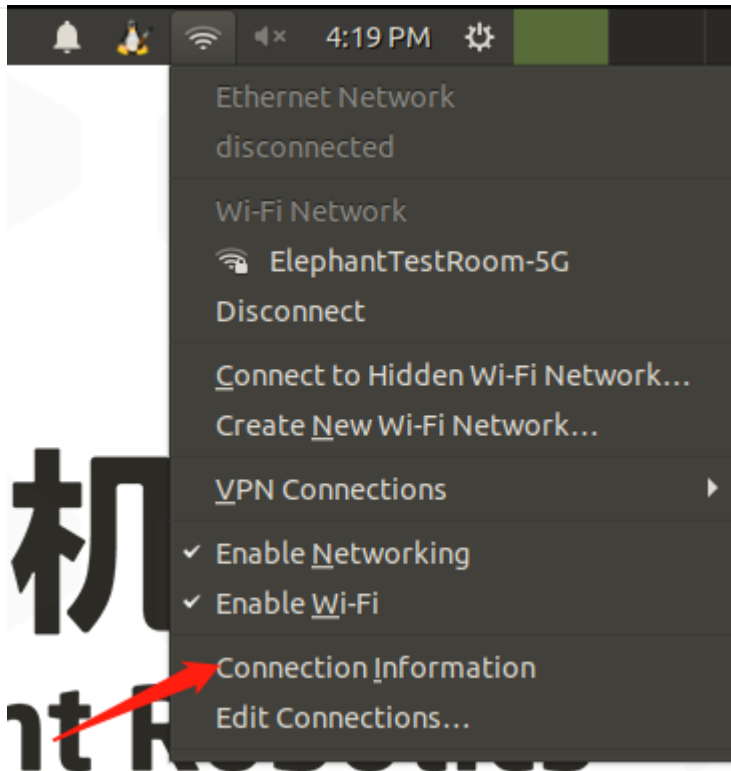 4:19 PM
Ethernet Network
disconnected
Wi-Fi Network
ElephantTestRoom-5G
Disconnect
Connect to Hidden Wi-Fi Network...
Create New Wi-Fi Network...
VPN Connections
Enable Networking
Enable Wi-Fi
Connection Information
Edit Connections...
机